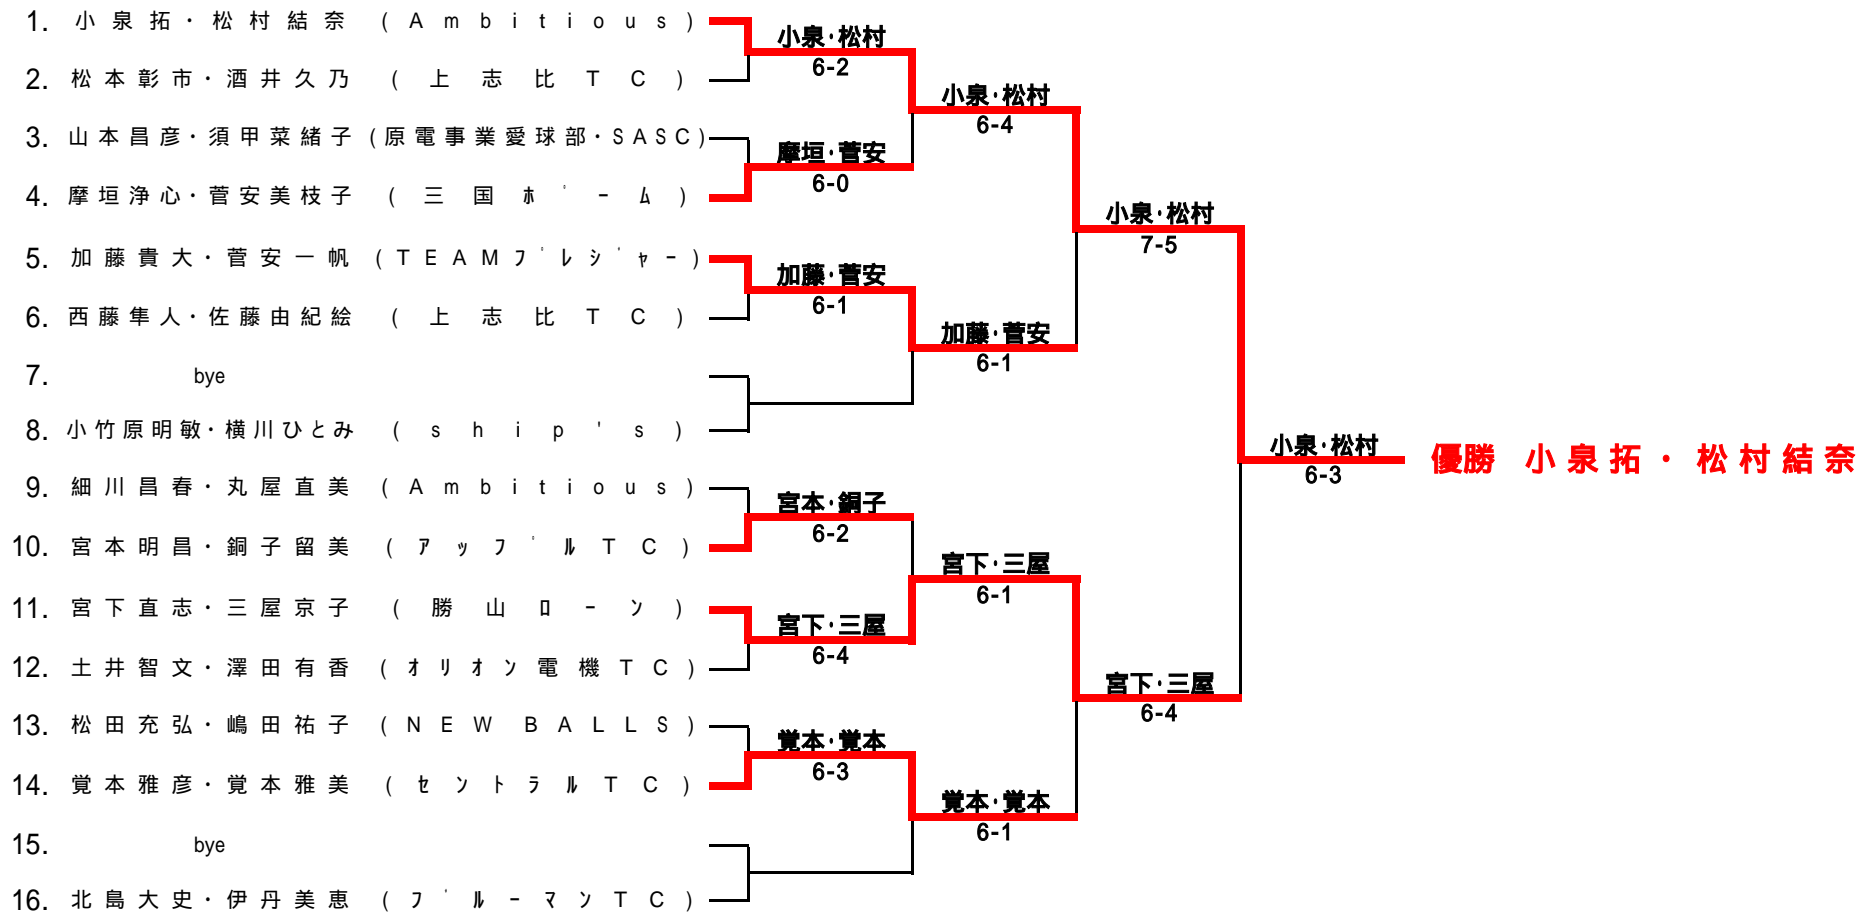 1. 小泉拓・松村結奈 (Ambitious)
小泉・松村
6-2
2. 松本彰市・酒井久乃 (上志比TC)
小泉・松村
6-4
3. 山本昌彦・須甲菜緒子 (原電事業愛球部・SASC)
摩垣・菅安
6-0
4. 摩垣浄心・菅安美枝子 (三国ﾎﾟｰﾑ)
小泉・松村
7-5
5. 加藤貴大・菅安一帆 (TEAMﾌﾟﾚｼﾞｬｰ)
加藤・菅安
6-1
6. 西藤隼人・佐藤由紀絵 (上志比TC)
加藤・菅安
6-1
7. bye
8. 小竹原明敏・横川ひとみ (ship's)
小泉・松村
6-3
優勝 小泉拓・松村結奈
9. 細川昌春・丸屋直美 (Ambitious)
宮本・銅子
6-2
10. 宮本明昌・銅子留美 (ｱｯﾌﾟﾙTC)
宮下・三屋
6-1
11. 宮下直志・三屋京子 (勝山ﾛｰﾝ)
宮下・三屋
6-4
12. 土井智文・澤田有香 (ｵﾘｵﾝ電機TC)
宮下・三屋
6-4
13. 松田充弘・嶋田祐子 (NEW BALLS)
覚本・覚本
6-3
14. 覚本雅彦・覚本雅美 (ｾﾝﾄﾗﾙTC)
覚本・覚本
6-1
15. bye
16. 北島大史・伊丹美恵 (ﾌﾞﾙｰﾏﾝTC)